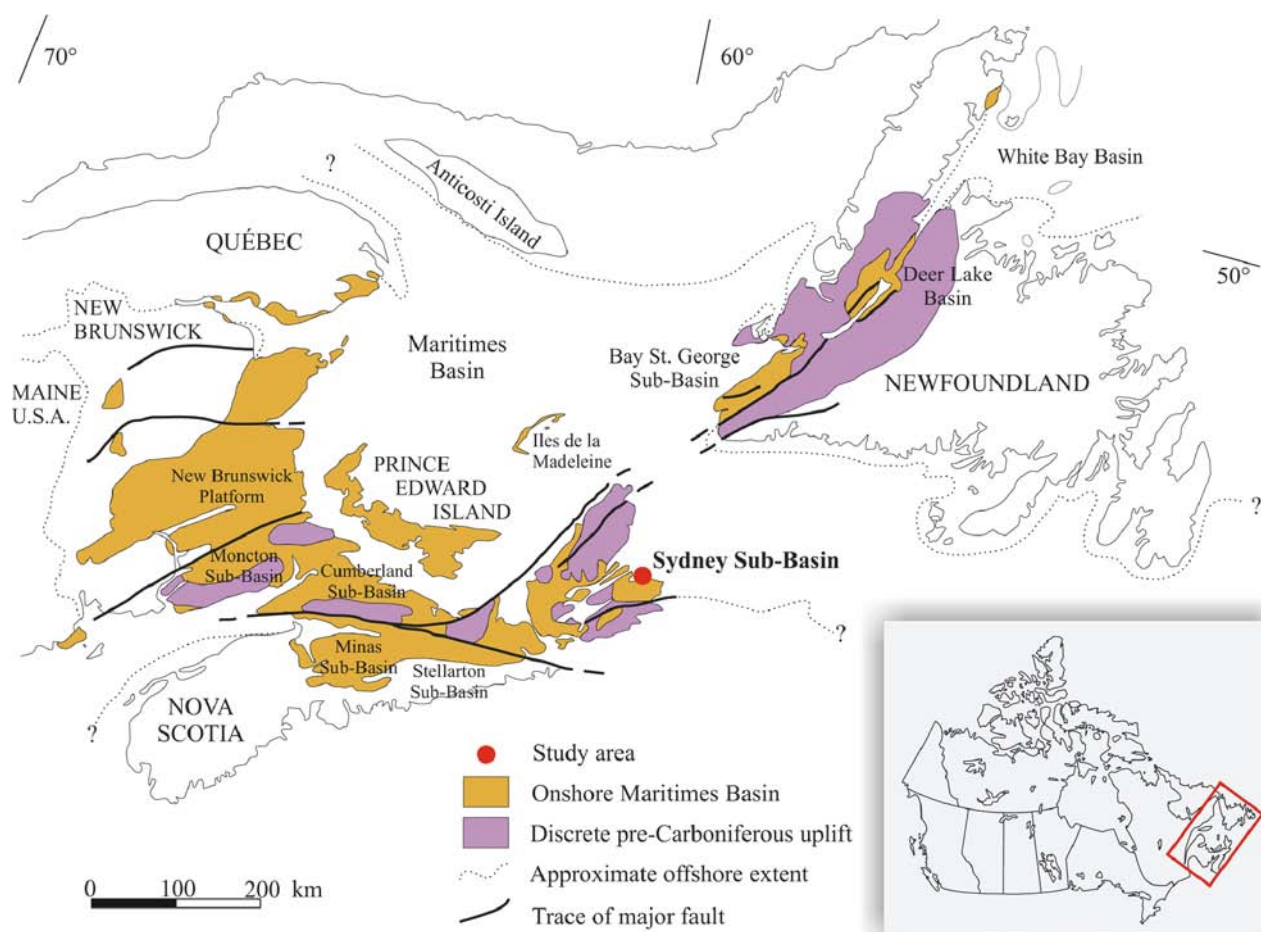 70°
60°
?
Anticosti Island
White Bay Basin
QUÉBEC
50°
NEW
BRUNSWICK
Deer Lake
Basin
Maritimes
Basin
Bay St. George
Sub-Basin
MAINE
U.S.A.
NEWFOUNDLAND
Iles de la
Madeleine
New Brunswick
Platform
PRINCE
EDWARD
ISLAND
?
Moncton
Sub-Basin
Cumberland
Sub-Basin
Sydney Sub-Basin
?
Minas
Sub-Basin
Stellarton
Sub-Basin
NOVA
SCOTIA
?
Study area
Onshore Maritimes Basin
Discrete pre-Carboniferous uplift
Approximate offshore extent
Trace of major fault
0 100 200 km